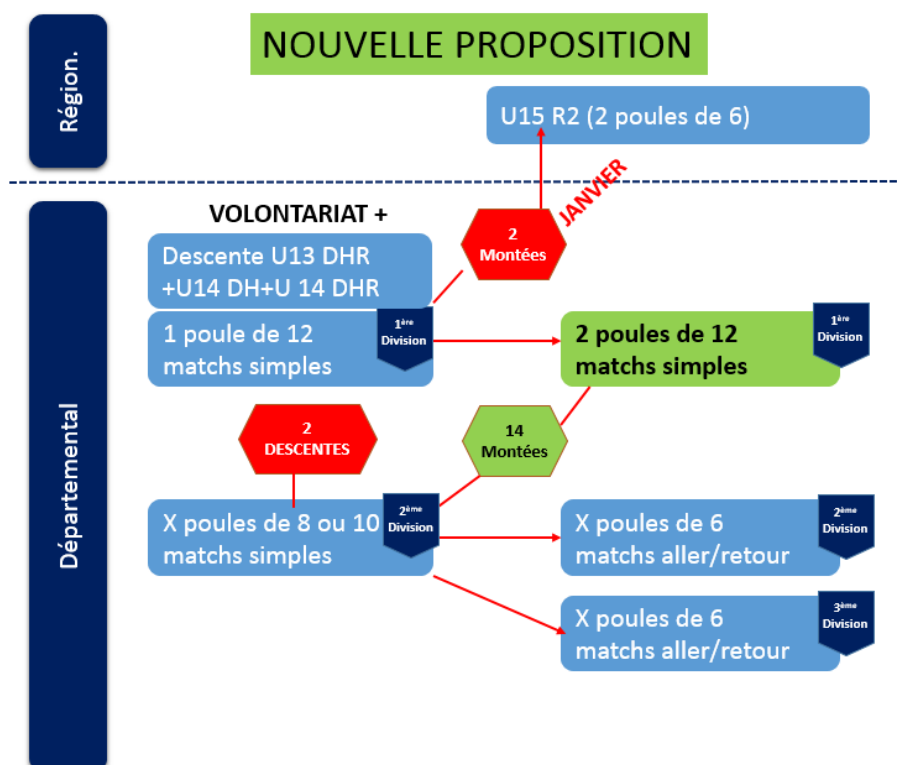 NOUVELLE PROPOSITION
Région.
U15 R2 (2 poules de 6)
JANVIER
VOLONTARIAT +
2
Montées
Descente U13 DHR
+U14 DH+U 14 DHR
1 poule de 12
matchs simples
1ère
Division
2 poules de 12
matchs simples
1ère
Division
Départemental
2
DESCENTES
14
Montées
X poules de 8 ou 10
matchs simples
2ème
Division
X poules de 6
matchs aller/retour
2ème
Division
X poules de 6
matchs aller/retour
3ème
Division